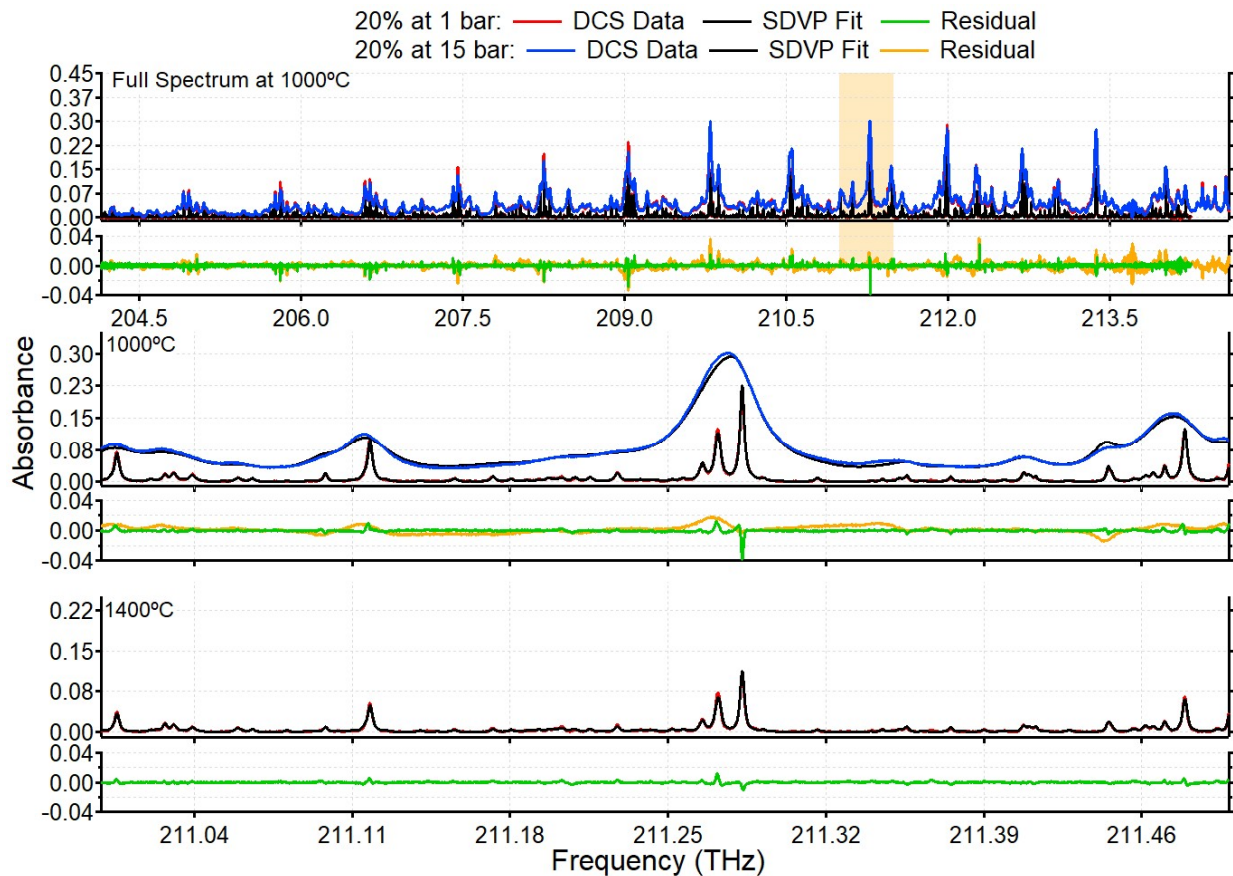 20% at 1 bar: DCS Data SDVP Fit Residual
20% at 15 bar: DCS Data SDVP Fit Residual
Full Spectrum at 1000ºC
0.45
0.37
0.30
0.22
0.15
0.07
0.00
0.04
0.00
-0.04
204.5 206.0 207.5 209.0 210.5 212.0 213.5
Absorbance
1000ºC
0.30
0.23
0.15
0.08
0.00
0.04
0.00
-0.04
1400ºC
0.22
0.15
0.08
0.00
0.04
0.00
-0.04
211.04 211.11 211.18 211.25 211.32 211.39 211.46
Frequency (THz)